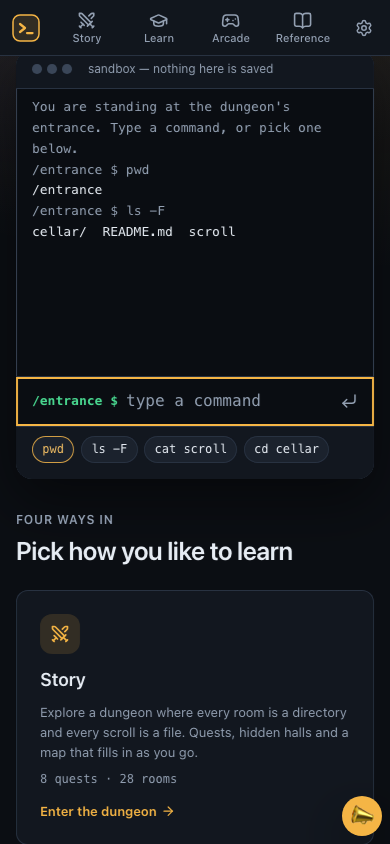 Story
Learn
Arcade
Reference
sandbox — nothing here is saved
You are standing at the dungeon's
entrance. Type a command, or pick one
below.
/entrance $ pwd
/entrance
/entrance $ ls -F
cellar/  README.md  scroll
/entrance $ type a command
pwd
ls -F
cat scroll
cd cellar
FOUR WAYS IN
Pick how you like to learn
Story
Explore a dungeon where every room is a directory
and every scroll is a file. Quests, hidden halls and a
map that fills in as you go.
8 quests · 28 rooms
Enter the dungeon →